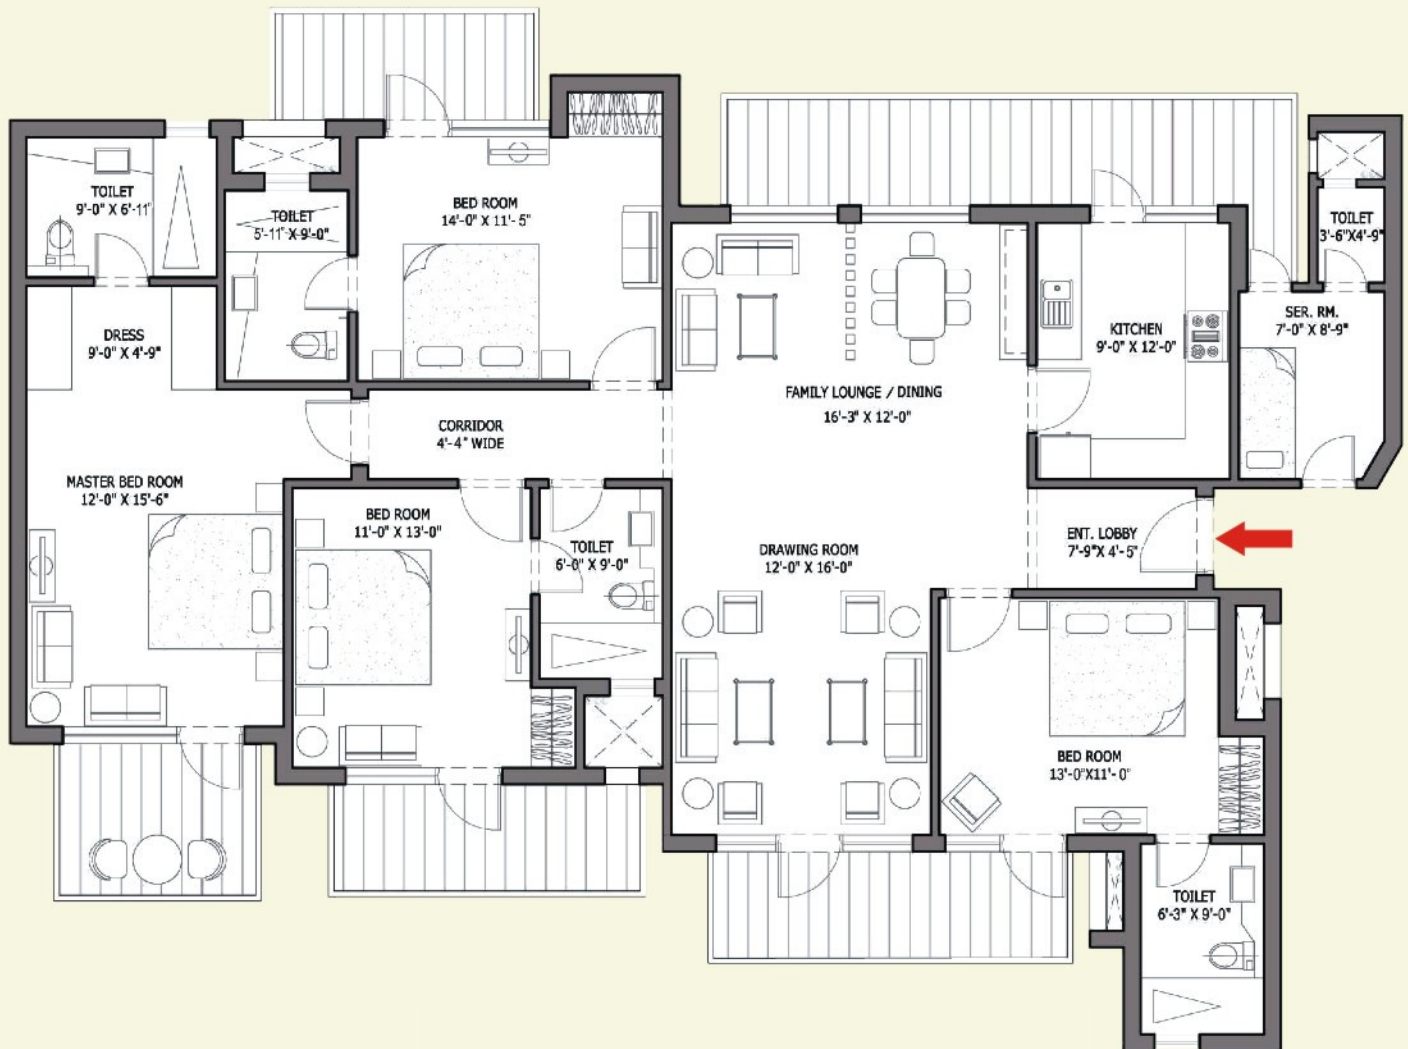 TOILET
9'-0" X 6'-11"
TOILET
5'-11" X 9'-0"
BED ROOM
14'-0" X 11'-5"
TOILET
3'-6"X4'-9"
DRESS
9'-0" X 4'-9"
KITCHEN
9'-0" X 12'-0"
SER. RM.
7'-0" X 8'-9"
FAMILY LOUNGE / DINING
16'-3" X 12'-0"
CORRIDOR
4'-4" WIDE
MASTER BED ROOM
12'-0" X 15'-6"
BED ROOM
11'-0" X 13'-0"
TOILET
6'-0" X 9'-0"
DRAWING ROOM
12'-0" X 16'-0"
ENT. LOBBY
7'-9"X 4'-5"
BED ROOM
13'-0"X11'-0"
TOILET
6'-3" X 9'-0"